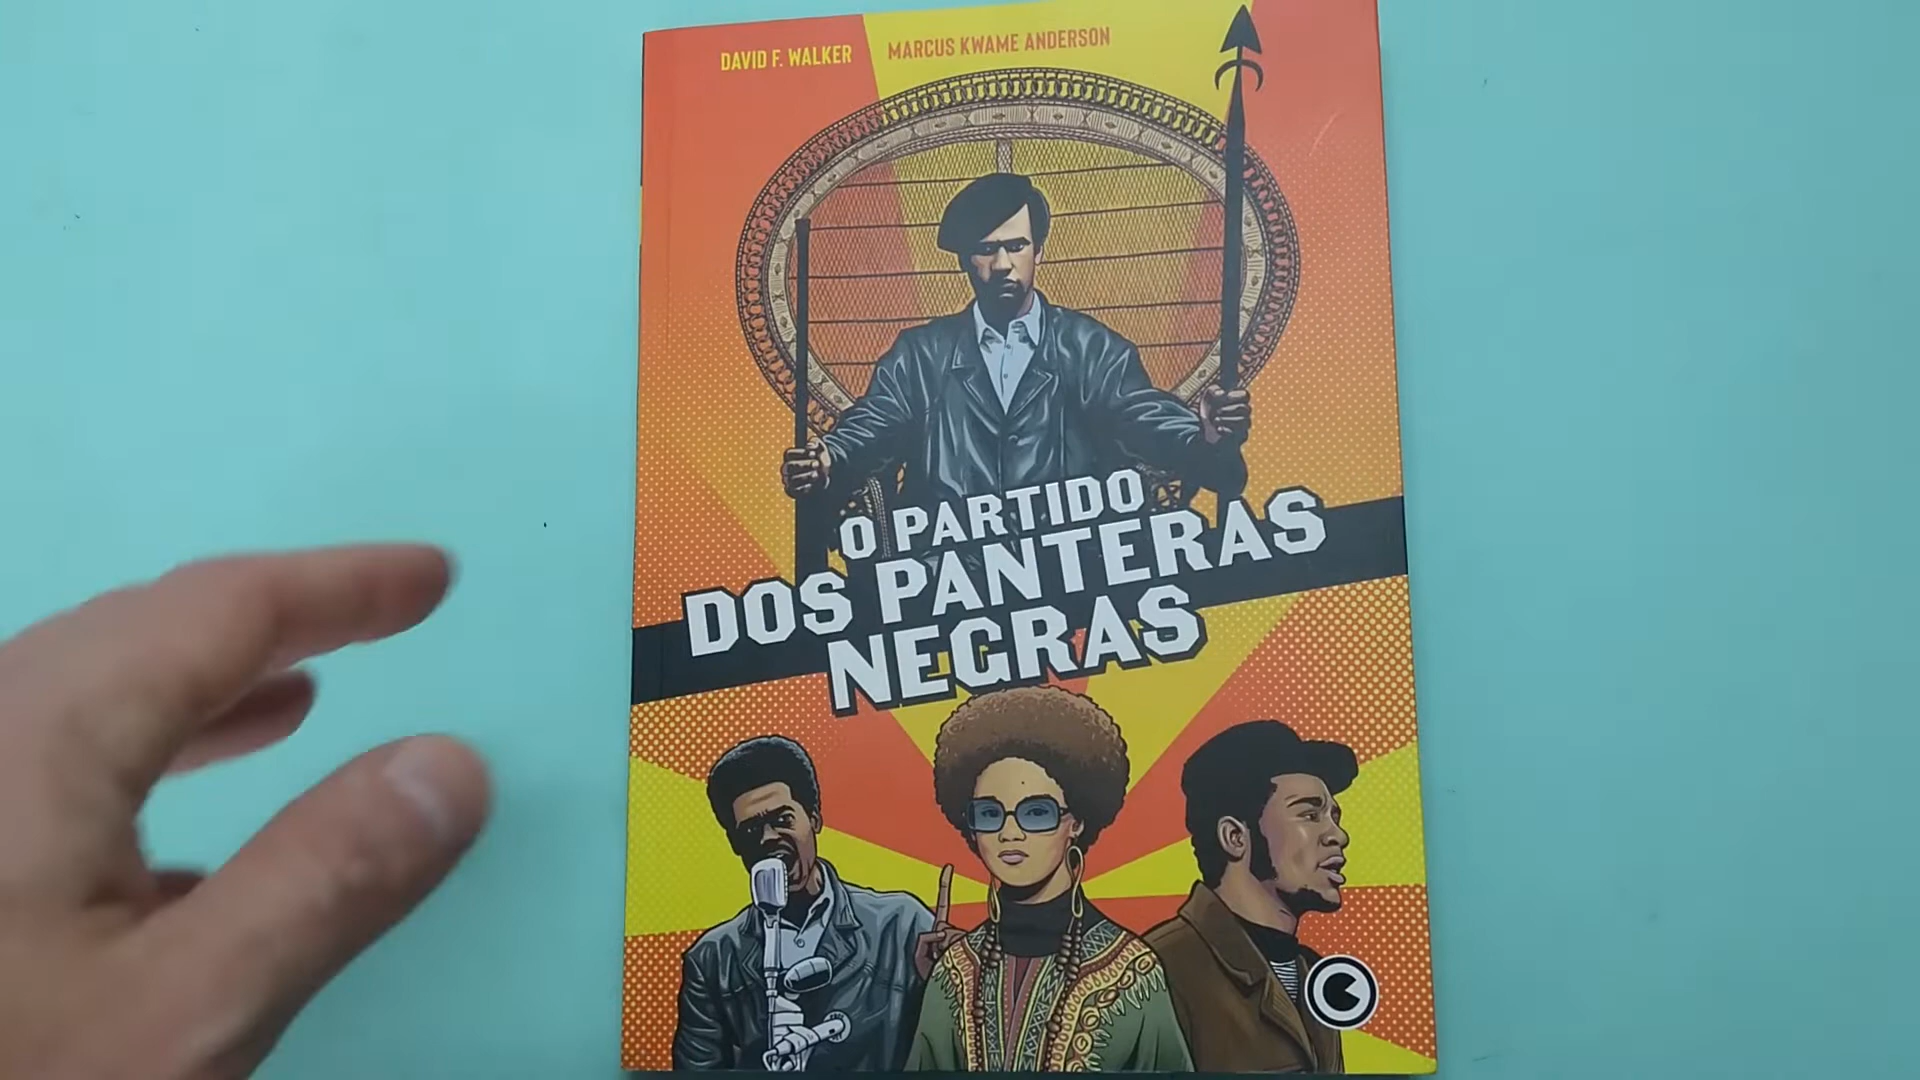 DAVID F. WALKER
MARCUS KWAME ANDERSON
O PARTIDO
DOS PANTERAS
NEGRAS